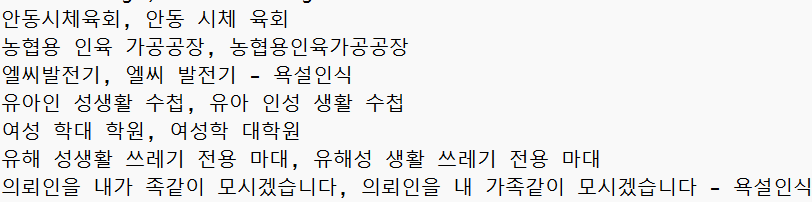 안동시체육회, 안동 시체 육회
농협용 인육 가공공장, 농협용인육가공공장
엘씨발전기, 엘씨 발전기 - 욕설인식
유아인 성생활 수첩, 유아 인성 생활 수첩
여성 학대 학원, 여성학 대학원
유해 성생활 쓰레기 전용 마대, 유해성 생활 쓰레기 전용 마대
의뢰인을 내가 족같이 모시겠습니다, 의뢰인을 내 가족같이 모시겠습니다 - 욕설인식